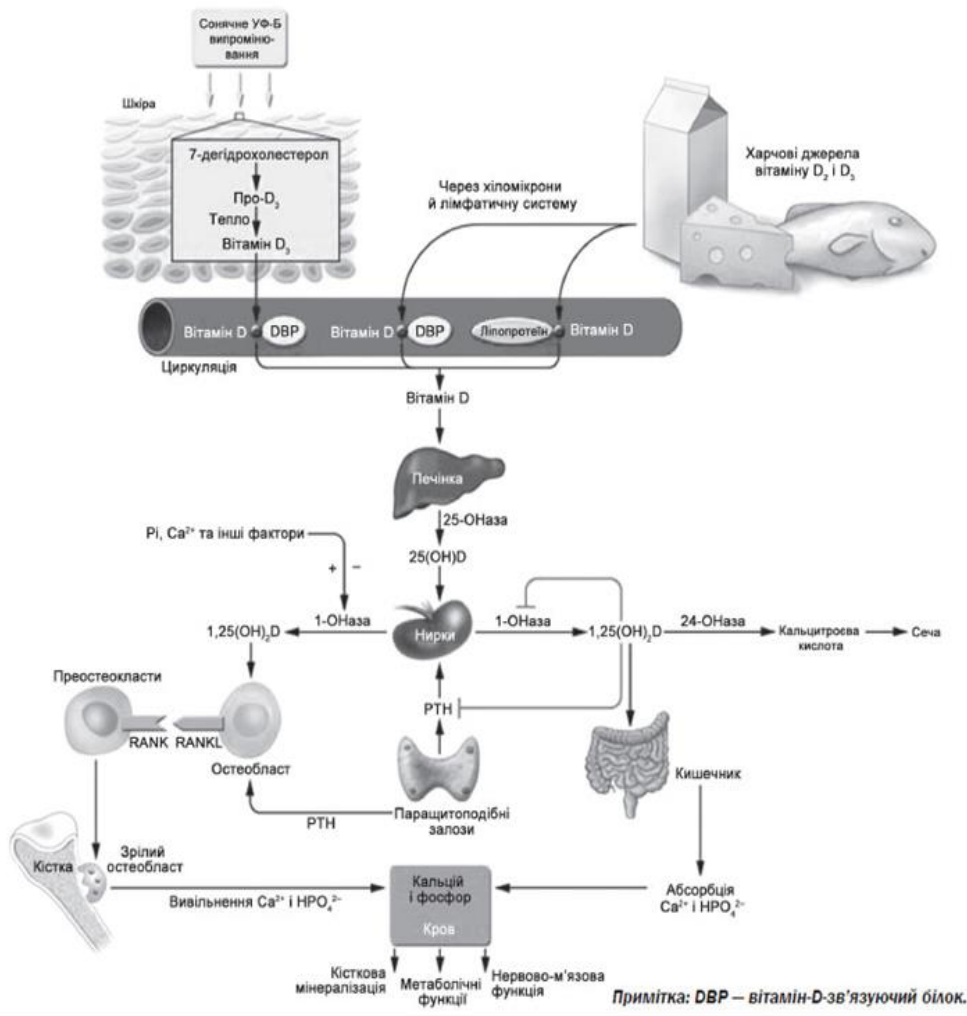 Сонячне УФ-Б
випроміню-
вання
Шкіра
7-дегідрохолестерол
Про-D₃
Тепло
Вітамін D₃
Через хіломікрони
й лімфатичну систему
Харчові джерела
вітаміну D₂ і D₃
Вітамін D
DBP
Вітамін D
DBP
Ліпопротеїн
Вітамін D
Циркуляція
Вітамін D
Печінка
25-ОНаза
25(OH)D
Pi, Ca²⁺ та інші фактори
+ –
1-ОНаза
1,25(OH)₂D
Нирки
1-ОНаза
1,25(OH)₂D
24-ОНаза
Кальцитроєва
кислота
Сеча
Преостеокласти
RANK
RANKL
Остеобласт
PTH
Паращитоподібні
залози
PTH
Кишечник
Кістка
Зрілий
остеобласт
Вивільнення Ca²⁺ і HPO₄²⁻
Кальцій
і фосфор
Кров
Абсорбція
Ca²⁺ і HPO₄²⁻
Кісткова
мінералізація
Метаболічні
функції
Нервово-м’язова
функція
Примітка: DBP — вітамін-D-зв’язуючий білок.